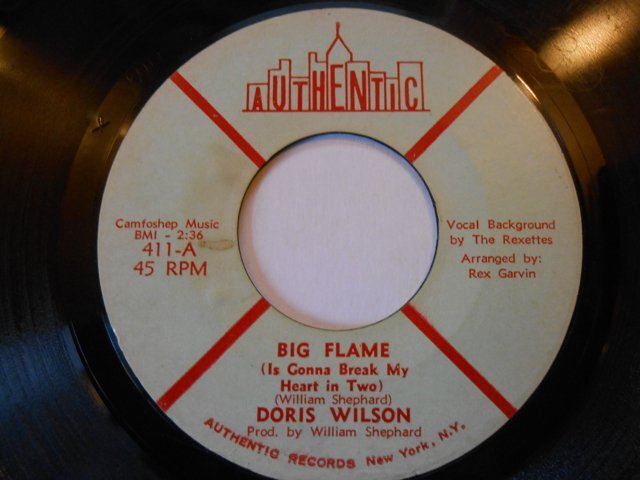 AUTHENTIC
Camfoshep Music
BMI - 2:36
411-A
45 RPM
Vocal Background
by The Rexettes
Arranged by:
Rex Garvin
BIG FLAME
(Is Gonna Break My
Heart in Two)
(William Shephard)
DORIS WILSON
Prod. by William Shephard
AUTHENTIC RECORDS New York, N.Y.